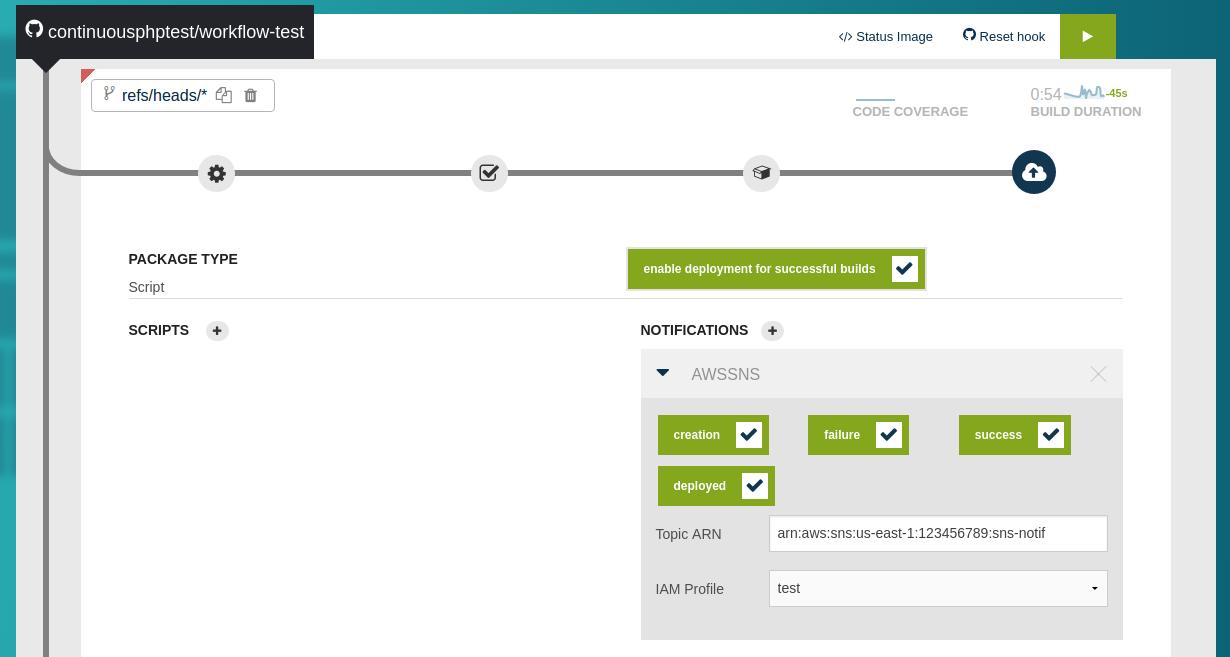 continuousphptest/workflow-test
</> Status Image
Reset hook
refs/heads/*
0:54
-45s
CODE COVERAGE
BUILD DURATION
PACKAGE TYPE
enable deployment for successful builds
Script
SCRIPTS
NOTIFICATIONS
AWSSNS
creation
failure
success
deployed
Topic ARN
arn:aws:sns:us-east-1:123456789:sns-notif
IAM Profile
test